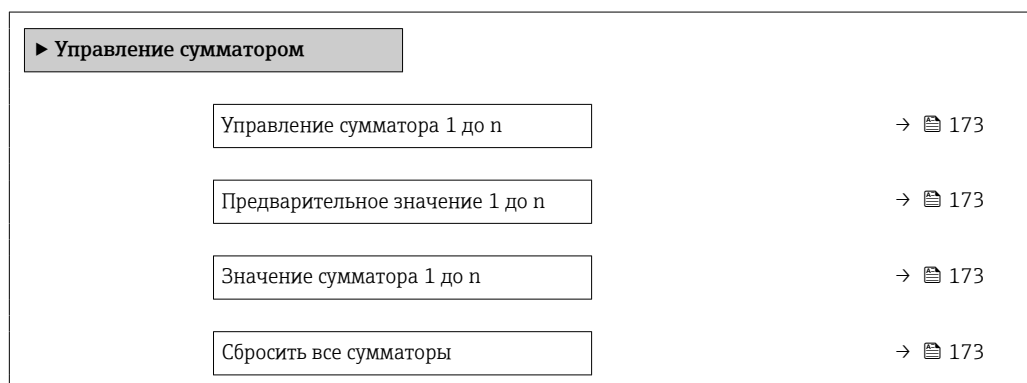 ► Управление сумматором
Управление сумматора 1 до n → 173
Предварительное значение 1 до n → 173
Значение сумматора 1 до n → 173
Сбросить все сумматоры → 173